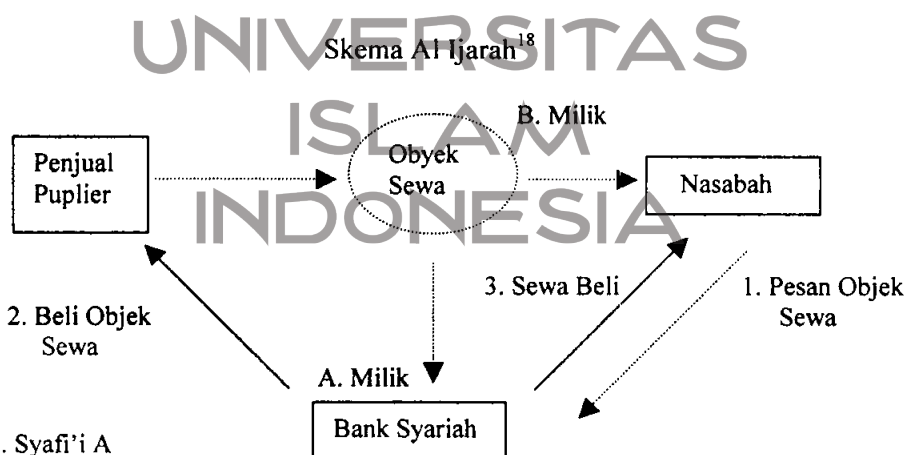 UNIVERSITAS
Skema Al Ijarah18
ISLAM
B. Milik
Penjual
Puplier
Obyek
Sewa
Nasabah
INDONESIA
2. Beli Objek
Sewa
3. Sewa Beli
1. Pesan Objek
Sewa
A. Milik
Bank Syariah
. Syafi'i A